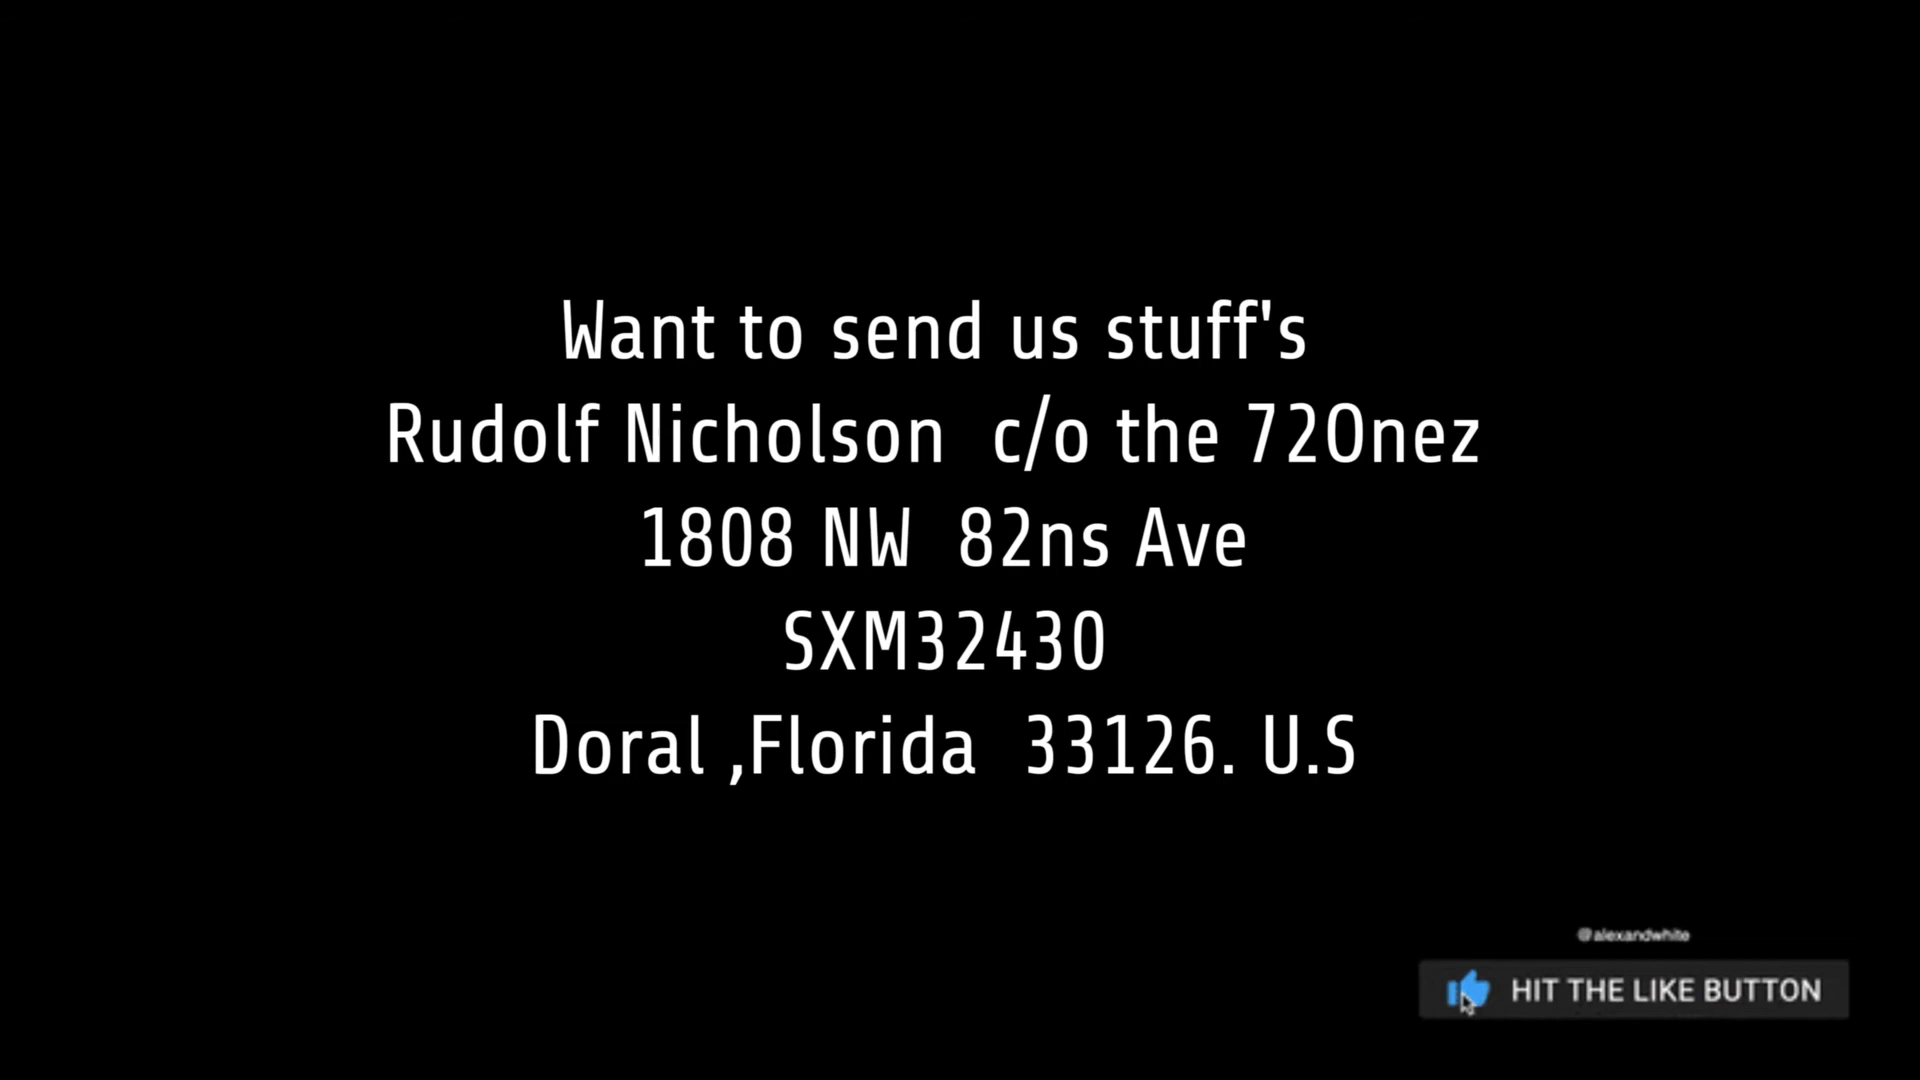 Want to send us stuff's
Rudolf Nicholson c/o the 72Onez
1808 NW 82ns Ave
SXM32430
Doral ,Florida 33126. U.S
@alexandwhite
HIT THE LIKE BUTTON